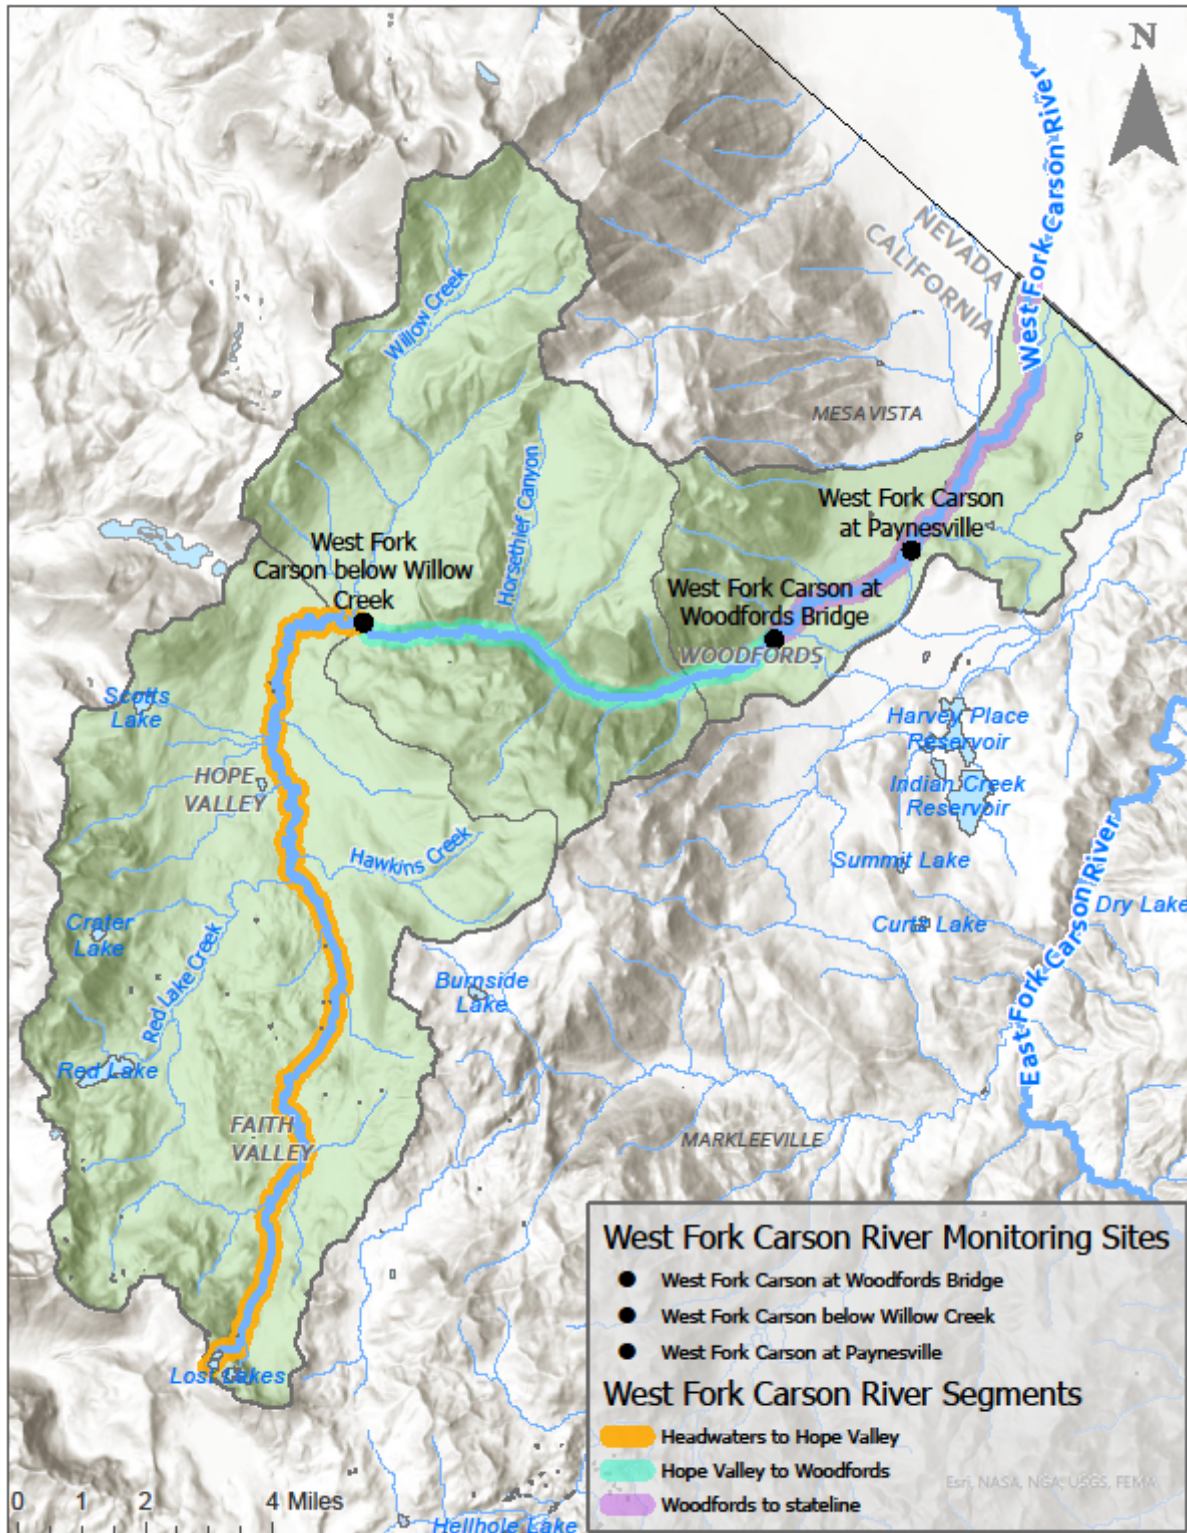 N
West Fork Carson River
NEVADA
CALIFORNIA
Willow Creek
MESA VISTA
Horsethief Canyon
West Fork Carson
at Paynesville
West Fork
Carson below Willow
Creek
West Fork Carson at
Woodfords Bridge
WOODFORDS
West Fork Carson River
Scotts
Lake
Harvey Place
Reservoir
HOPE
VALLEY
Indian Creek
Reservoir
Hawkins Creek
Summit Lake
Crater
Lake
Red Lake Creek
Curtz Lake
Dry Lake
East Fork Carson River
Burnside
Lake
Red Lake
FAITH
VALLEY
MARKLEEVILLE
Lost Lakes
West Fork Carson River Monitoring Sites
West Fork Carson at Woodfords Bridge
West Fork Carson below Willow Creek
West Fork Carson at Paynesville
West Fork Carson River Segments
Headwaters to Hope Valley
Hope Valley to Woodfords
Woodfords to stateline
Esri, NASA, NGA, USGS, FEMA
0 1 2 4 Miles
Hellhole Lake